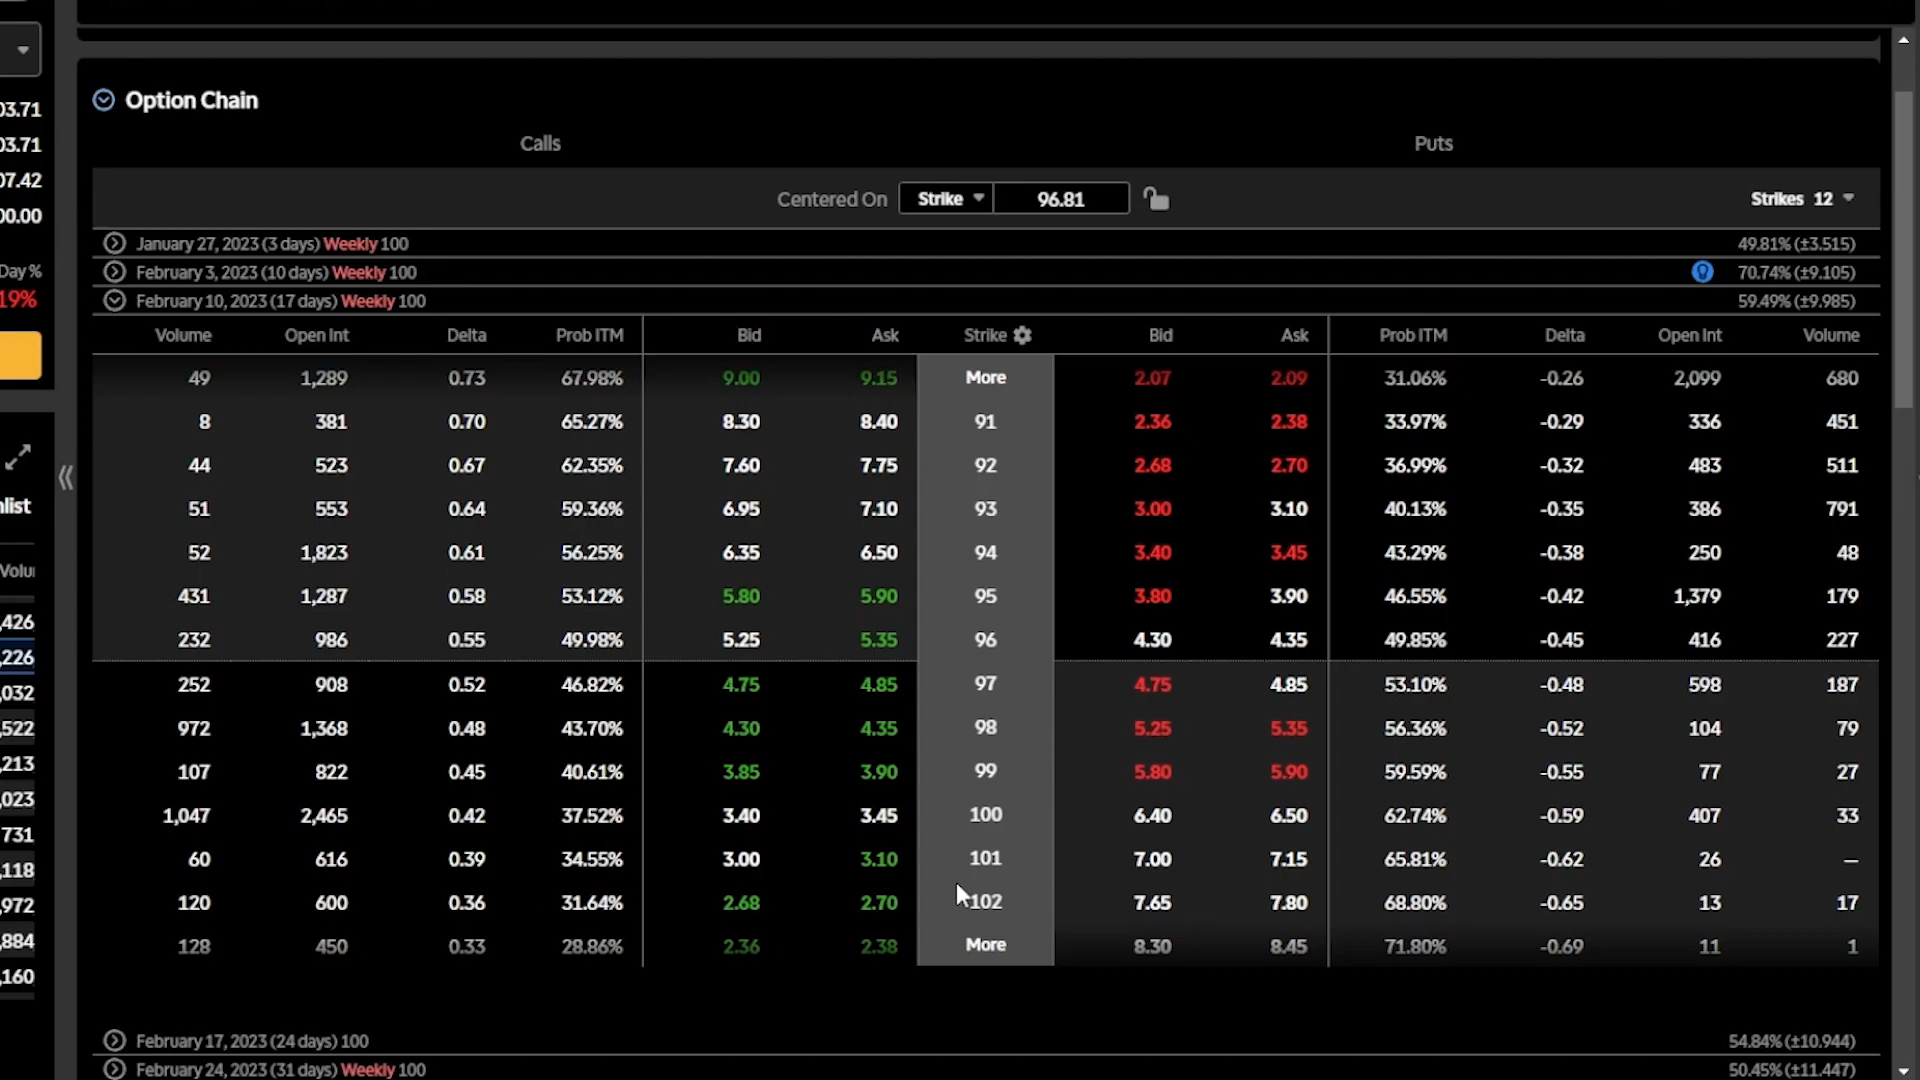 03.71
03.71
07.42
00.00
Day %
19%
Volu
,426
,226
,032
,522
,213
,023
731
,118
,972
,884
,160
Option Chain
Calls Puts
Centered On Strike 96.81 Strikes 12
January 27, 2023 (3 days) Weekly 100 49.81% (±3.515)
February 3, 2023 (10 days) Weekly 100 70.74% (±9.105)
February 10, 2023 (17 days) Weekly 100 59.49% (±9.985)
Volume Open Int Delta Prob ITM Bid Ask Strike Bid Ask Prob ITM Delta Open Int Volume
49 1,289 0.73 67.98% 9.00 9.15 More 2.07 2.09 31.06% -0.26 2,099 680
8 381 0.70 65.27% 8.30 8.40 91 2.36 2.38 33.97% -0.29 336 451
44 523 0.67 62.35% 7.60 7.75 92 2.68 2.70 36.99% -0.32 483 511
51 553 0.64 59.36% 6.95 7.10 93 3.00 3.10 40.13% -0.35 386 791
52 1,823 0.61 56.25% 6.35 6.50 94 3.40 3.45 43.29% -0.38 250 48
431 1,287 0.58 53.12% 5.80 5.90 95 3.80 3.90 46.55% -0.42 1,379 179
232 986 0.55 49.98% 5.25 5.35 96 4.30 4.35 49.85% -0.45 416 227
252 908 0.52 46.82% 4.75 4.85 97 4.75 4.85 53.10% -0.48 598 187
972 1,368 0.48 43.70% 4.30 4.35 98 5.25 5.35 56.36% -0.52 104 79
107 822 0.45 40.61% 3.85 3.90 99 5.80 5.90 59.59% -0.55 77 27
1,047 2,465 0.42 37.52% 3.40 3.45 100 6.40 6.50 62.74% -0.59 407 33
60 616 0.39 34.55% 3.00 3.10 101 7.00 7.15 65.81% -0.62 26 —
120 600 0.36 31.64% 2.68 2.70 102 7.65 7.80 68.80% -0.65 13 17
128 450 0.33 28.86% 2.36 2.38 More 8.30 8.45 71.80% -0.69 11 1
February 17, 2023 (24 days) 100 54.84% (±10.944)
February 24, 2023 (31 days) Weekly 100 50.45% (±11.447)